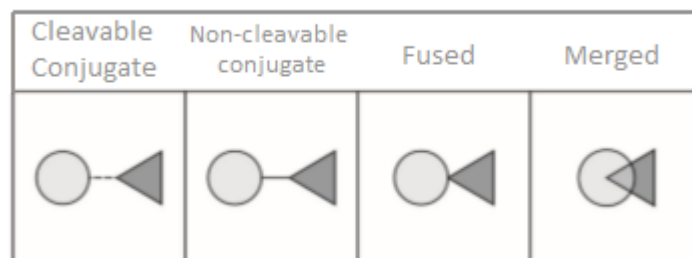 Cleavable
Conjugate
Non-cleavable
conjugate
Fused
Merged